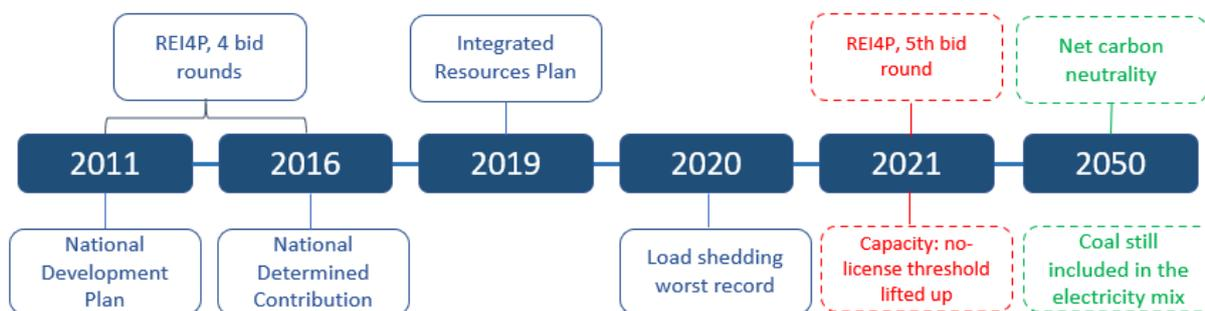 REI4P, 4 bid
rounds
Integrated
Resources Plan
REI4P, 5th bid
round
Net carbon
neutrality
2011
2016
2019
2020
2021
2050
National
Development
Plan
National
Determined
Contribution
Load shedding
worst record
Capacity: no-
license threshold
lifted up
Coal still
included in the
electricity mix